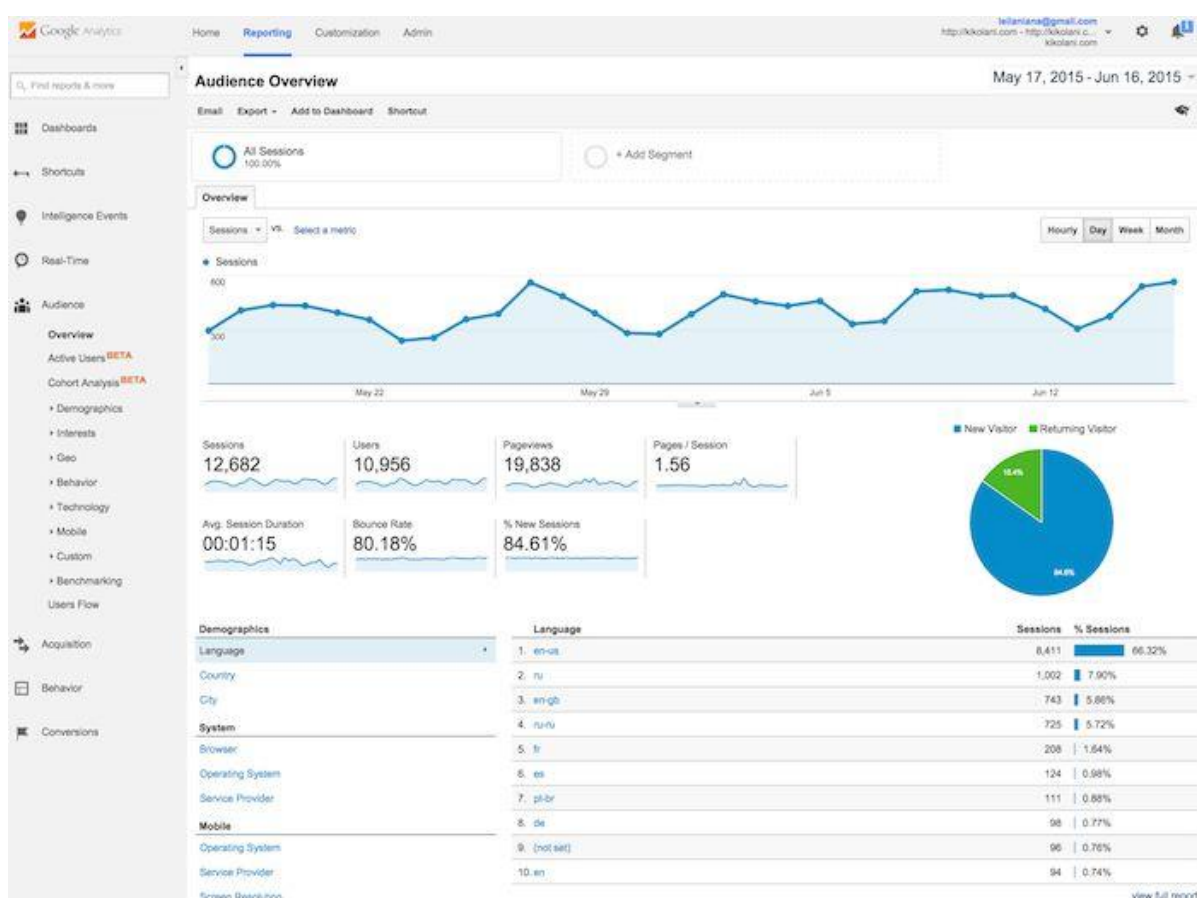 Google Analytics
Home Reporting Customization Admin
leilaniana@gmail.com
http://kikolani.com - http://kikolani.c...
kikolani.com
1
Find reports & more
Dashboards
Shortcuts
Intelligence Events
Real-Time
Audience
Overview
Active Users BETA
Cohort Analysis BETA
Demographics
Interests
Geo
Behavior
Technology
Mobile
Custom
Benchmarking
Users Flow
Acquisition
Behavior
Conversions
Audience Overview
May 17, 2015 - Jun 16, 2015
Email Export Add to Dashboard Shortcut
All Sessions
100.00%
+ Add Segment
Overview
Sessions VS. Select a metric
Hourly Day Week Month
Sessions
600
300
May 22 May 29 Jun 5 Jun 12
New Visitor Returning Visitor
Sessions
12,682
Users
10,956
Pageviews
19,838
Pages / Session
1.56
Avg. Session Duration
00:01:15
Bounce Rate
80.18%
% New Sessions
84.61%
84.6%
Demographics
Language
Country
City
System
Browser
Operating System
Service Provider
Mobile
Operating System
Service Provider
Screen Resolution
Language Sessions % Sessions
1. en-us 8,411 66.32%
2. ru 1,002 7.90%
3. en-gb 743 5.86%
4. ru-ru 725 5.72%
5. fr 208 1.64%
6. es 124 0.98%
7. pt-br 111 0.88%
8. de 98 0.77%
9. (not set) 96 0.76%
10. en 94 0.74%
view full report